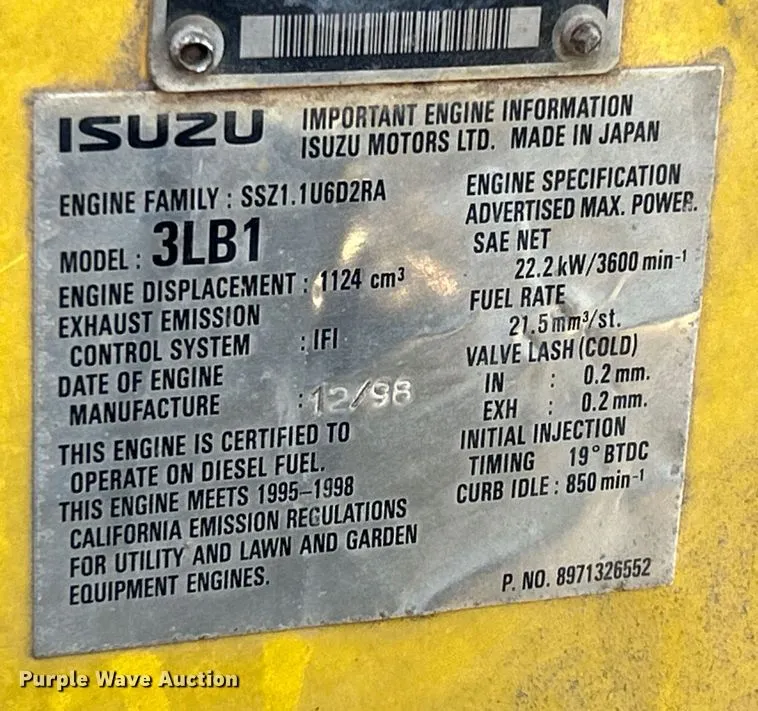 ISUZU
IMPORTANT ENGINE INFORMATION
ISUZU MOTORS LTD. MADE IN JAPAN
ENGINE FAMILY : SSZ1.1U6D2RA
MODEL : 3LB1
ENGINE DISPLACEMENT : 1124 cm³
EXHAUST EMISSION
CONTROL SYSTEM : IFI
DATE OF ENGINE
MANUFACTURE : 12/98
THIS ENGINE IS CERTIFIED TO
OPERATE ON DIESEL FUEL.
THIS ENGINE MEETS 1995-1998
CALIFORNIA EMISSION REGULATIONS
FOR UTILITY AND LAWN AND GARDEN
EQUIPMENT ENGINES.
ENGINE SPECIFICATION
ADVERTISED MAX. POWER.
SAE NET
22.2 kW/3600 min⁻¹
FUEL RATE
21.5 mm³/st.
VALVE LASH (COLD)
IN : 0.2 mm.
EXH : 0.2 mm.
INITIAL INJECTION
TIMING 19° BTDC
CURB IDLE : 850 min⁻¹
P. NO. 8971326552
Purple Wave Auction